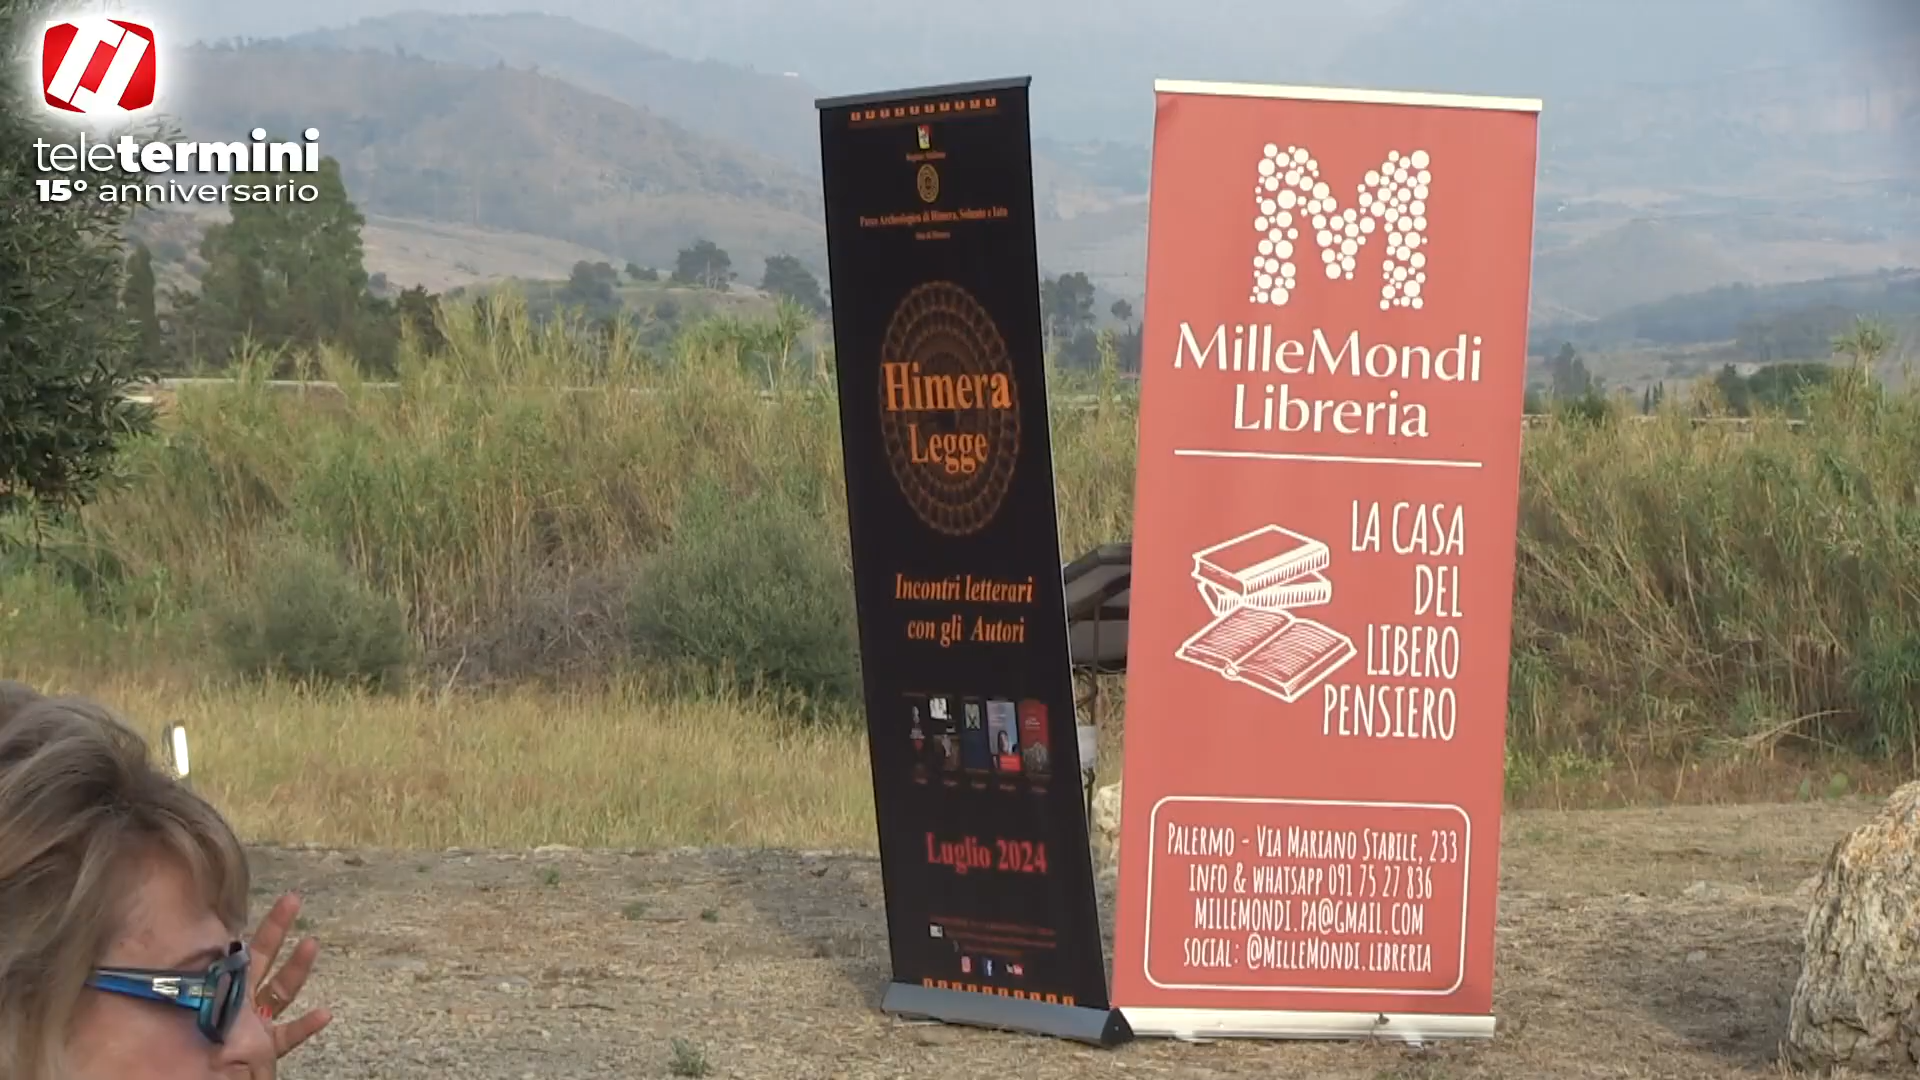 teletermini
15° anniversario
Regione Siciliana
Parco Archeologico di Himera, Solunto e Iato
Himera
Legge
Incontri letterari
con gli Autori
Luglio 2024
M
MilleMondi
Libreria
LA CASA
DEL
LIBERO
PENSIERO
PALERMO - VIA MARIANO STABILE, 233
INFO & WHATSAPP 091 75 27 836
MILLEMONDI.PA@GMAIL.COM
SOCIAL: @MILLEMONDI.LIBRERIA